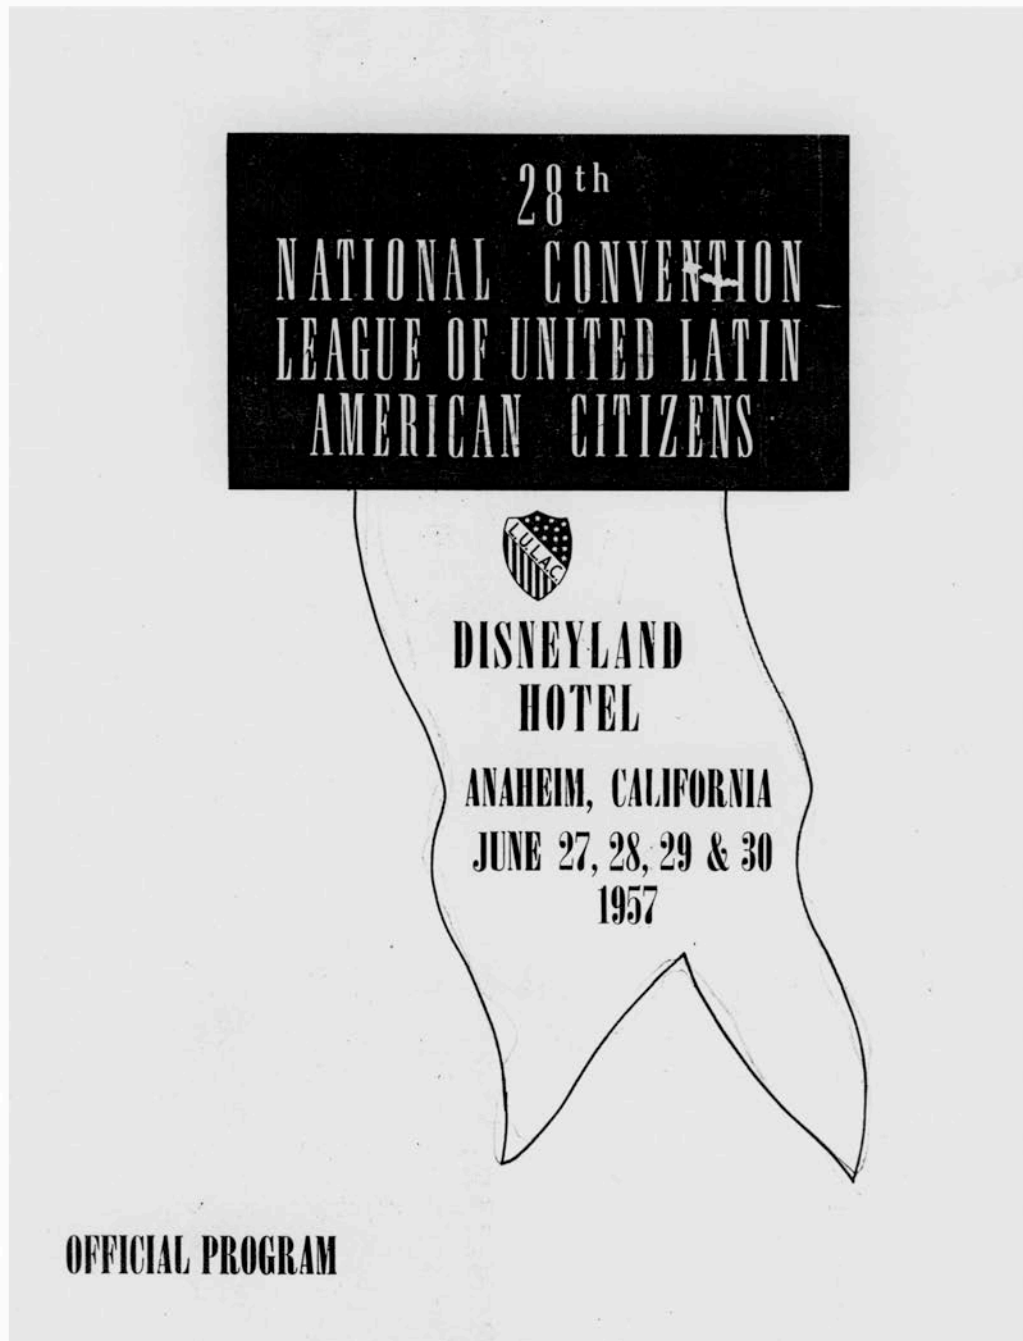 28th
NATIONAL CONVENTION
LEAGUE OF UNITED LATIN
AMERICAN CITIZENS
L.U.L.A.C.
DISNEYLAND
HOTEL
ANAHEIM, CALIFORNIA
JUNE 27, 28, 29 & 30
1957
OFFICIAL PROGRAM